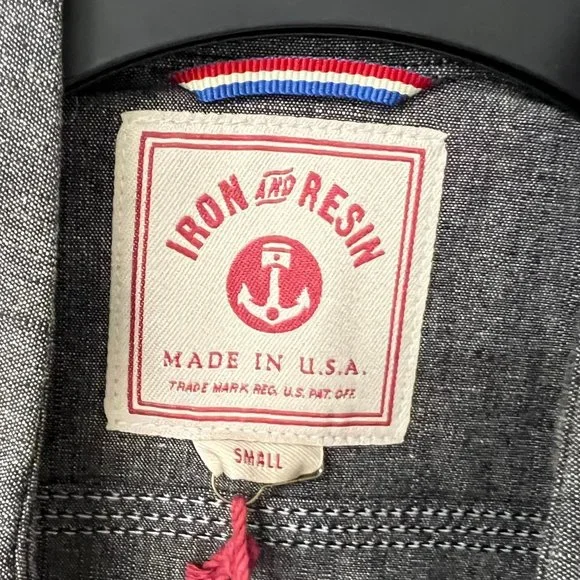 IRON AND RESIN
MADE IN U.S.A.
TRADE MARK REG. U.S. PAT. OFF.
SMALL